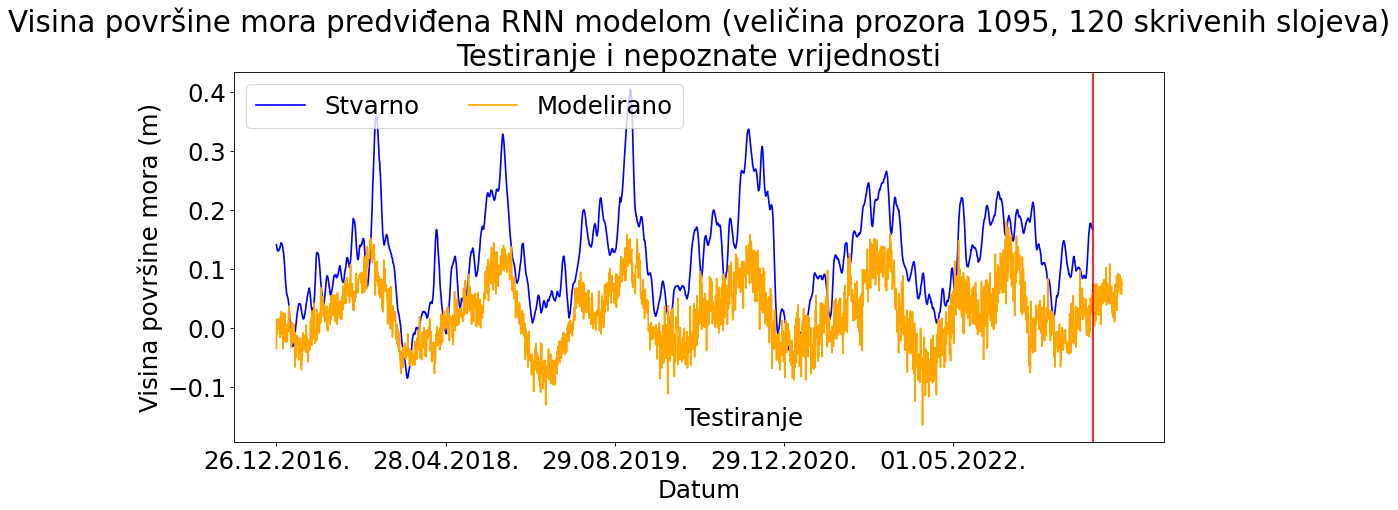 Visina površine mora predviđena RNN modelom (veličina prozora 1095, 120 skrivenih slojeva)
Testiranje i nepoznate vrijednosti
Stvarno
Modelirano
Visina površine mora (m)
0.4
0.3
0.2
0.1
0.0
−0.1
Testiranje
26.12.2016.
28.04.2018.
29.08.2019.
29.12.2020.
01.05.2022.
Datum